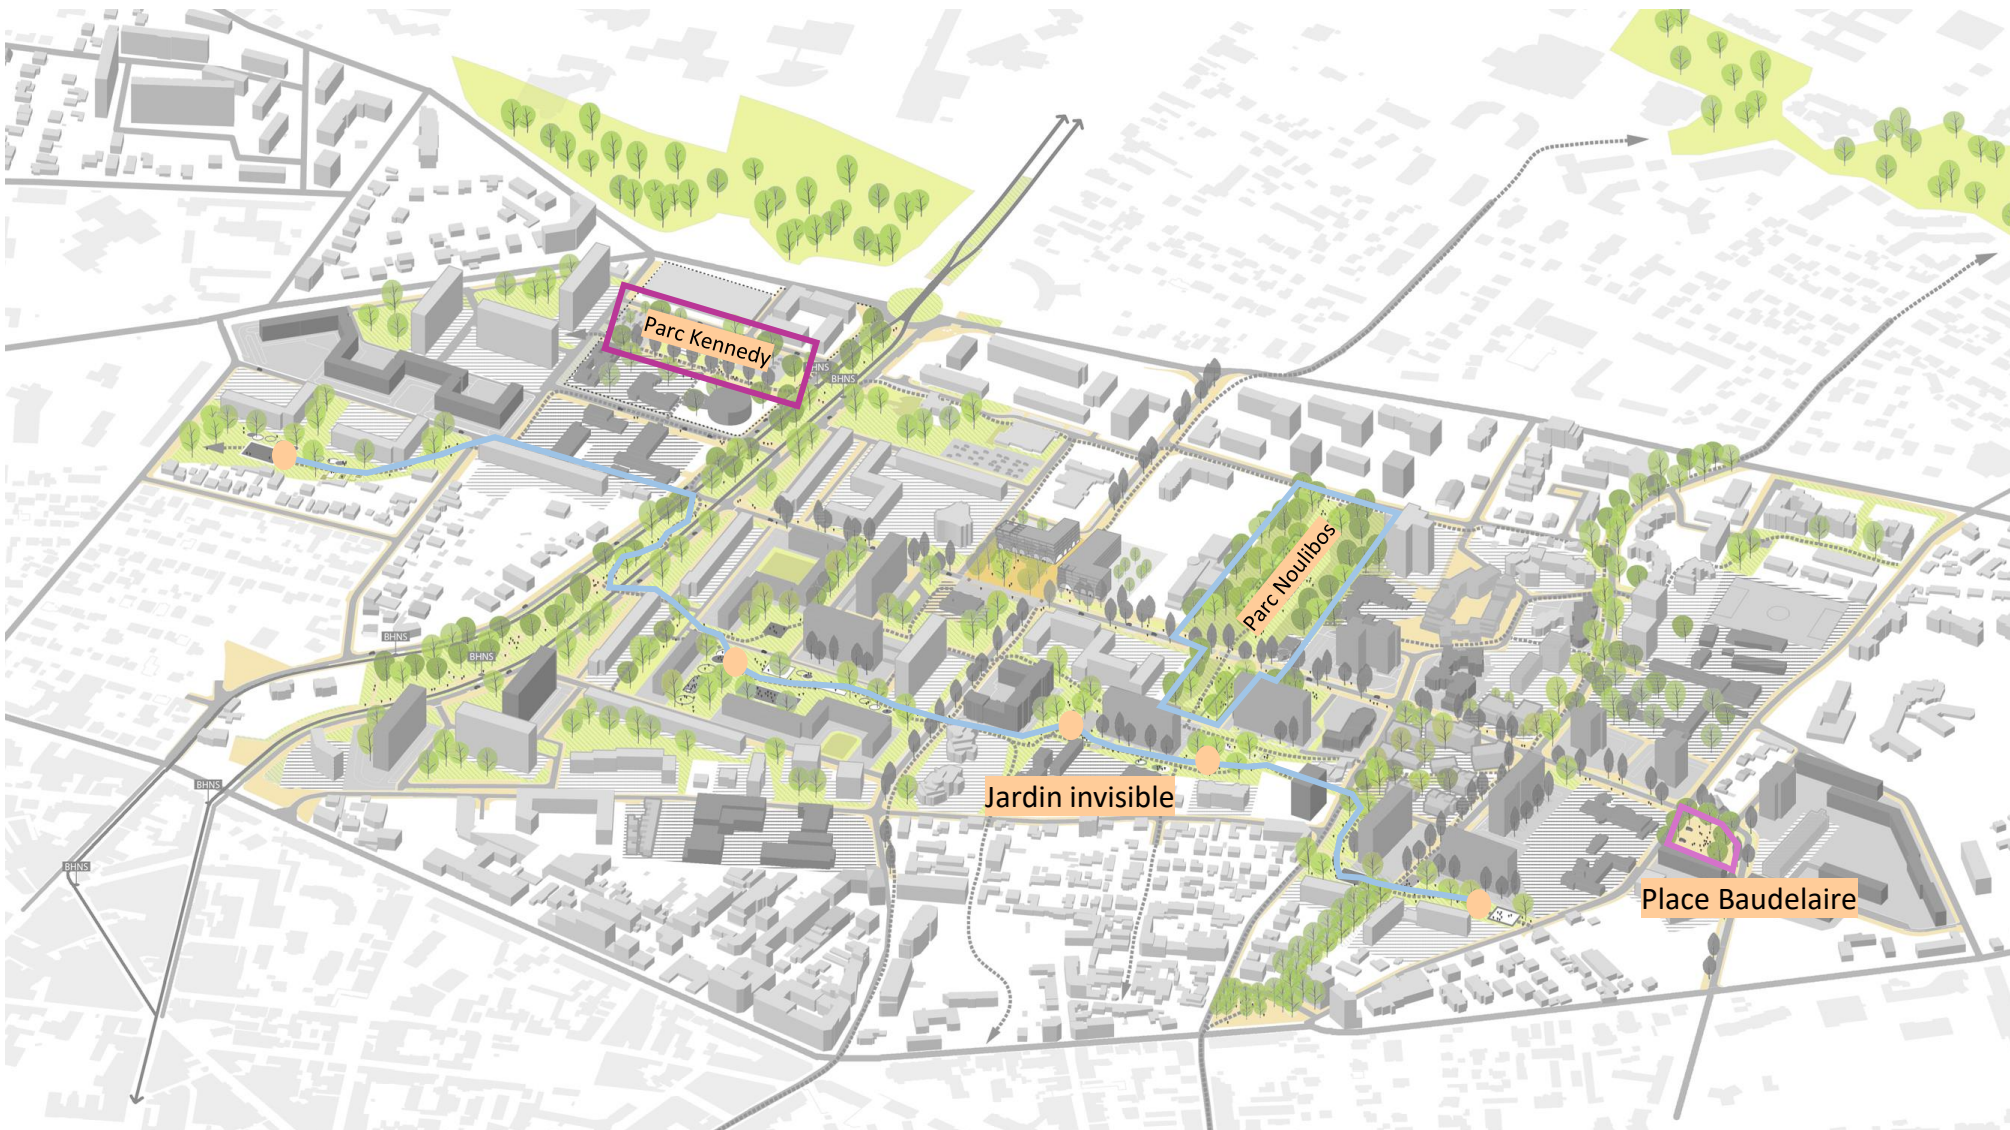 Parc Kennedy
BHNS
BHNS
Parc Noulibos
BHNS
BHNS
BHNS
Jardin invisible
BHNS
Place Baudelaire